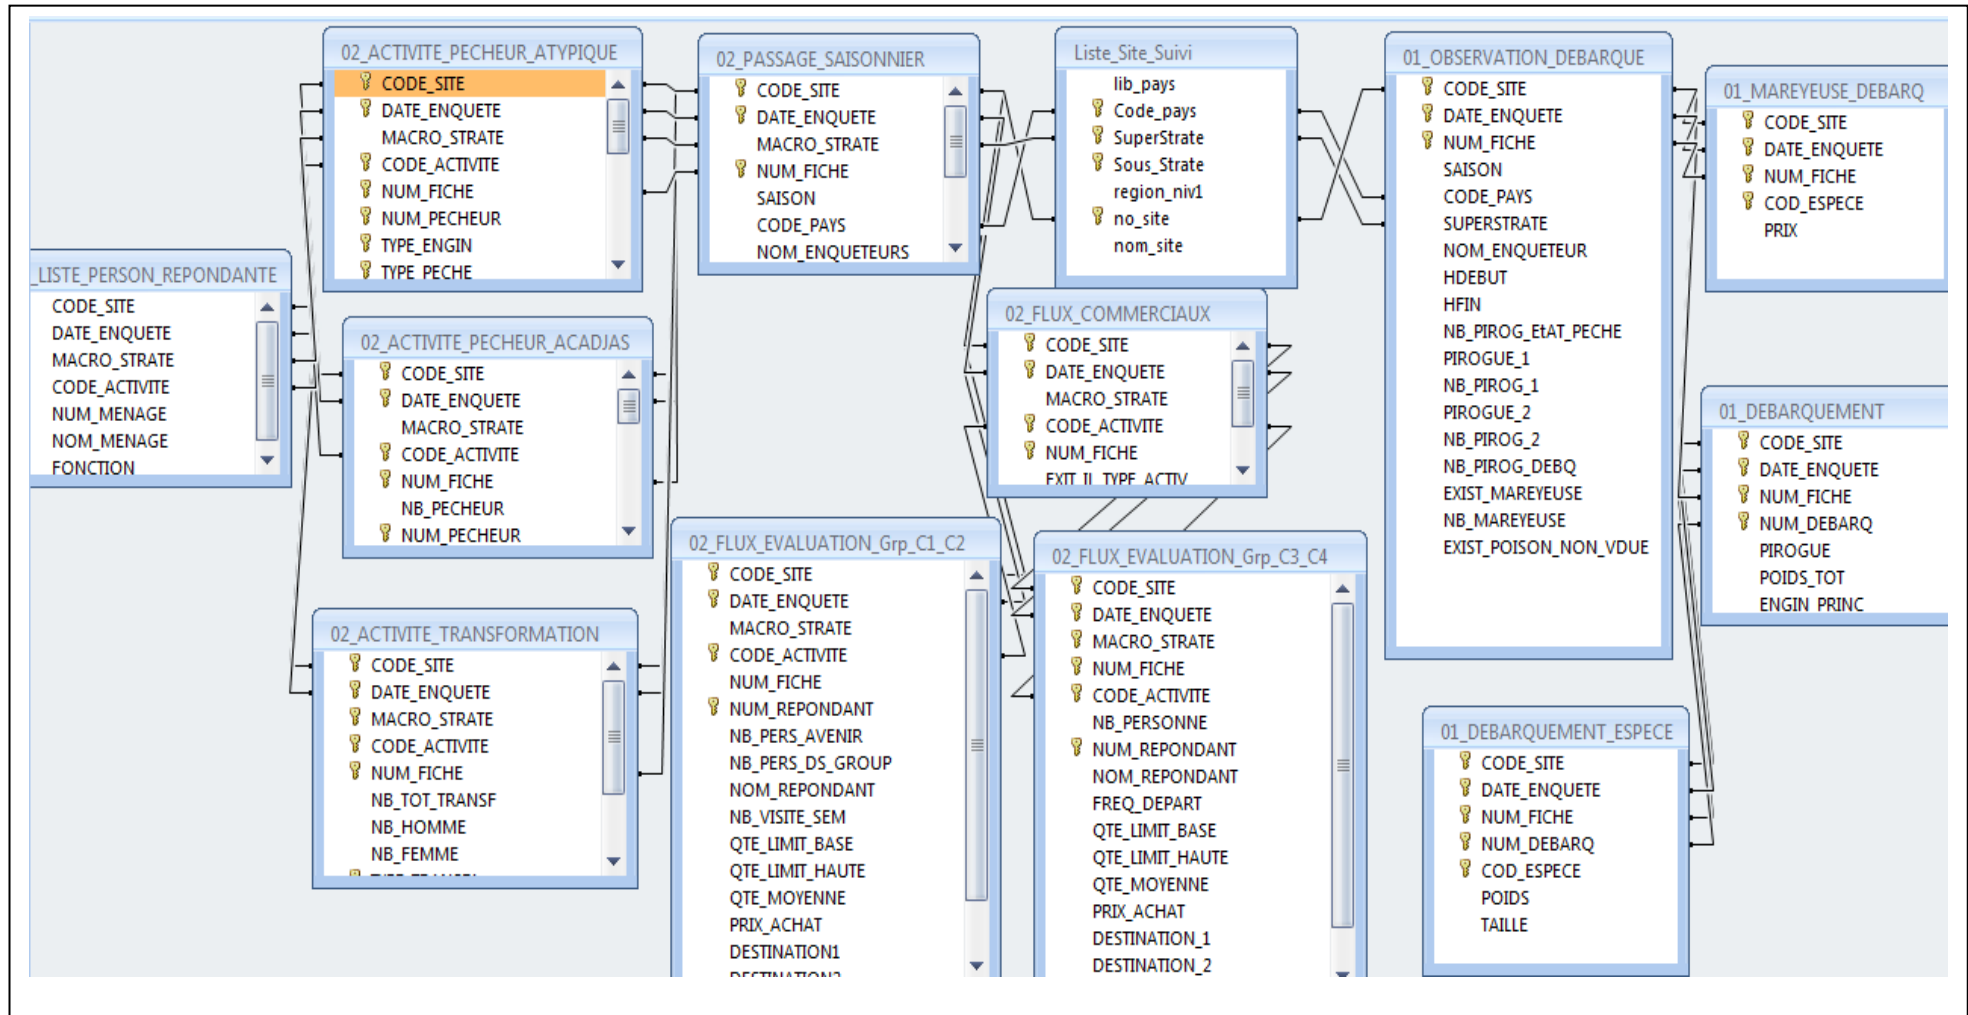 02_ACTIVITE_PECHEUR_ATYPIQUE
CODE_SITE
DATE_ENQUETE
MACRO_STRATE
CODE_ACTIVITE
NUM_FICHE
NUM_PECHEUR
TYPE_ENGIN
TYPE_PECHE
02_PASSAGE_SAISONNIER
CODE_SITE
DATE_ENQUETE
MACRO_STRATE
NUM_FICHE
SAISON
CODE_PAYS
NOM_ENQUETEURS
Liste_Site_Suivi
lib_pays
Code_pays
SuperStrate
Sous_Strate
region_niv1
no_site
nom_site
01_OBSERVATION_DEBARQUE
CODE_SITE
DATE_ENQUETE
NUM_FICHE
SAISON
CODE_PAYS
SUPERSTRATE
NOM_ENQUETEUR
HDEBUT
HFIN
NB_PIROG_EtAT_PECHE
PIROGUE_1
NB_PIROG_1
PIROGUE_2
NB_PIROG_2
NB_PIROG_DEBQ
EXIST_MAREYEUSE
NB_MAREYEUSE
EXIST_POISON_NON_VDUE
01_MAREYEUSE_DEBARQ
CODE_SITE
DATE_ENQUETE
NUM_FICHE
COD_ESPECE
PRIX
_LISTE_PERSON_REPONDANTE
CODE_SITE
DATE_ENQUETE
MACRO_STRATE
CODE_ACTIVITE
NUM_MENAGE
NOM_MENAGE
FONCTION
02_ACTIVITE_PECHEUR_ACADJAS
CODE_SITE
DATE_ENQUETE
MACRO_STRATE
CODE_ACTIVITE
NUM_FICHE
NB_PECHEUR
NUM_PECHEUR
02_FLUX_COMMERCIAUX
CODE_SITE
DATE_ENQUETE
MACRO_STRATE
CODE_ACTIVITE
NUM_FICHE
EXIT_IL_TYPE_ACTIV
01_DEBARQUEMENT
CODE_SITE
DATE_ENQUETE
NUM_FICHE
NUM_DEBARQ
PIROGUE
POIDS_TOT
ENGIN_PRINC
02_ACTIVITE_TRANSFORMATION
CODE_SITE
DATE_ENQUETE
MACRO_STRATE
CODE_ACTIVITE
NUM_FICHE
NB_TOT_TRANSF
NB_HOMME
NB_FEMME
02_FLUX_EVALUATION_Grp_C1_C2
CODE_SITE
DATE_ENQUETE
MACRO_STRATE
CODE_ACTIVITE
NUM_FICHE
NUM_REPONDANT
NB_PERS_AVENIR
NB_PERS_DS_GROUP
NOM_REPONDANT
NB_VISITE_SEM
QTE_LIMIT_BASE
QTE_LIMIT_HAUTE
QTE_MOYENNE
PRIX_ACHAT
DESTINATION1
02_FLUX_EVALUATION_Grp_C3_C4
CODE_SITE
DATE_ENQUETE
MACRO_STRATE
NUM_FICHE
CODE_ACTIVITE
NB_PERSONNE
NUM_REPONDANT
NOM_REPONDANT
FREQ_DEPART
QTE_LIMIT_BASE
QTE_LIMIT_HAUTE
QTE_MOYENNE
PRIX_ACHAT
DESTINATION_1
DESTINATION_2
01_DEBARQUEMENT_ESPECE
CODE_SITE
DATE_ENQUETE
NUM_FICHE
NUM_DEBARQ
COD_ESPECE
POIDS
TAILLE